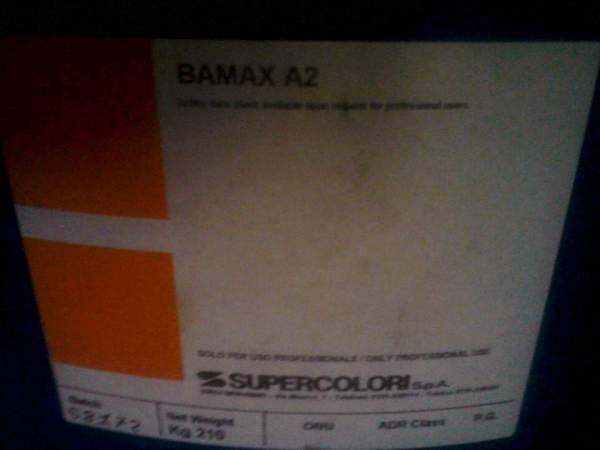 BAMAX A2
Safety data sheet available upon request for professional users.
SOLO PER USO PROFESSIONALE / ONLY PROFESSIONAL USE
SUPERCOLORI S.p.A.
Batch
Net Weight
Kg 210
ONU
ADR Class
P.G.